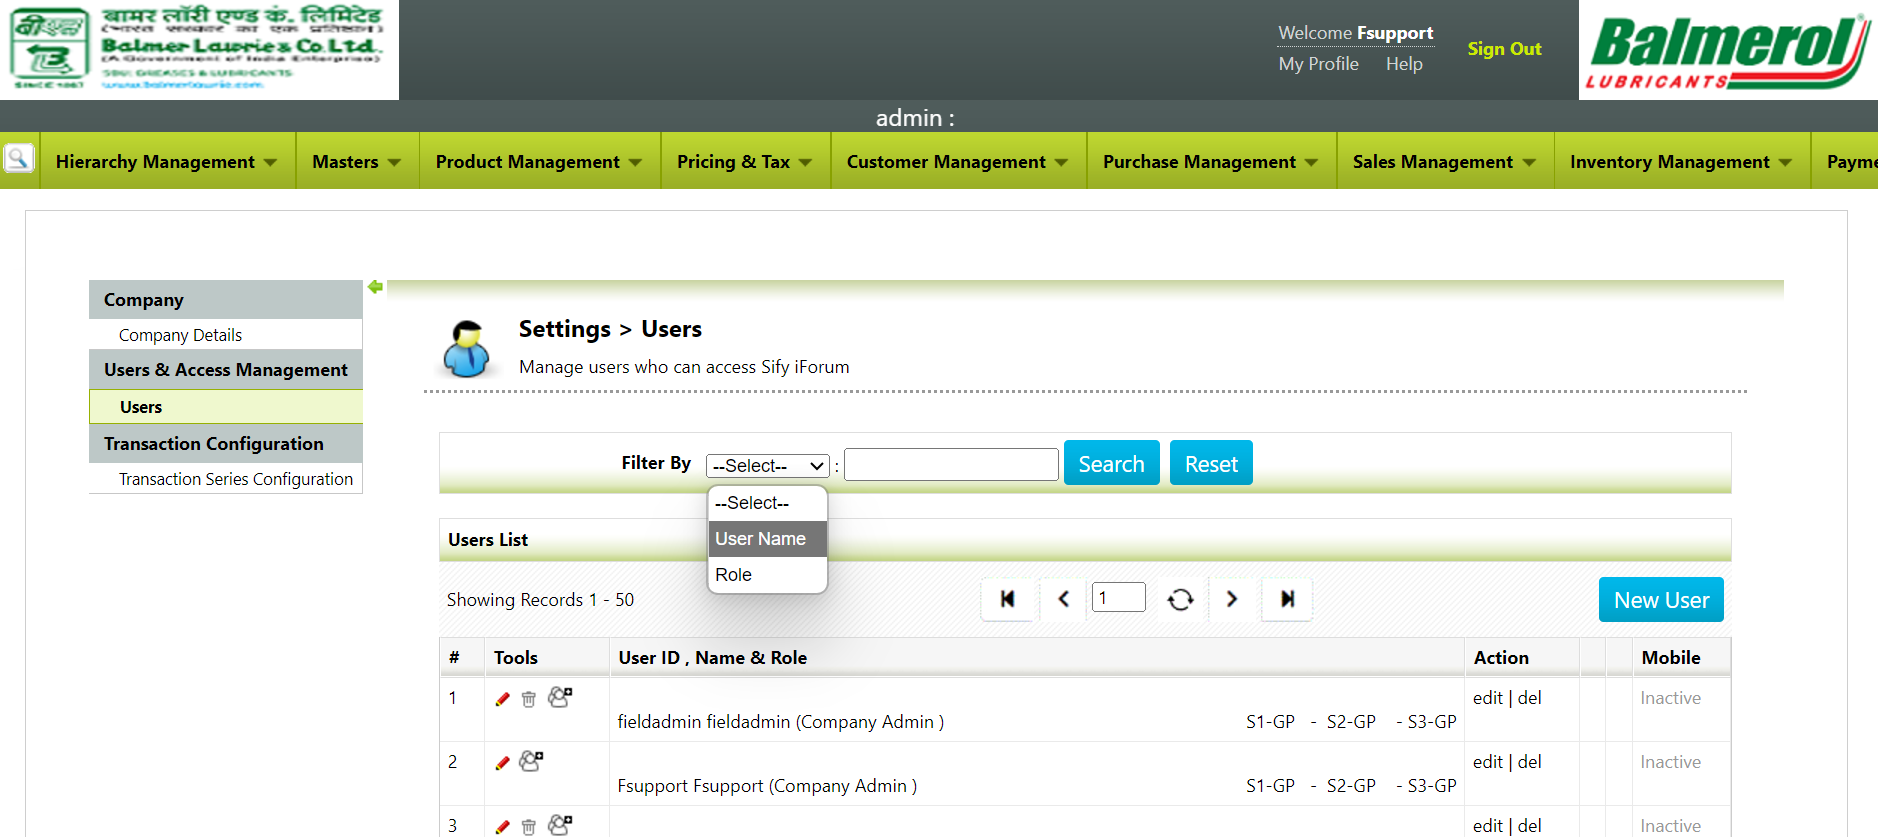 बामर लॉरी एण्ड कं. लिमिटेड
(भारत सरकार का एक प्रतिष्ठान)
Balmer Lawrie & Co. Ltd.
(A Government of India Enterprise)
SBU: GREASES & LUBRICANTS
www.balmerlawrie.com
SINCE 1867
Welcome Fsupport
My Profile Help
Sign Out
Balmerol
LUBRICANTS
admin :
Hierarchy Management Masters Product Management Pricing & Tax Customer Management Purchase Management Sales Management Inventory Management Payme
Company
Company Details
Users & Access Management
Users
Transaction Configuration
Transaction Series Configuration
Settings > Users
Manage users who can access Sify iForum
Filter By --Select-- : Search Reset
--Select--
User Name
Role
Users List
Showing Records 1 - 50 1 New User
# Tools User ID , Name & Role Action Mobile
1 edit | del Inactive
fieldadmin fieldadmin (Company Admin ) S1-GP - S2-GP - S3-GP
2 edit | del Inactive
Fsupport Fsupport (Company Admin ) S1-GP - S2-GP - S3-GP
3 edit | del Inactive